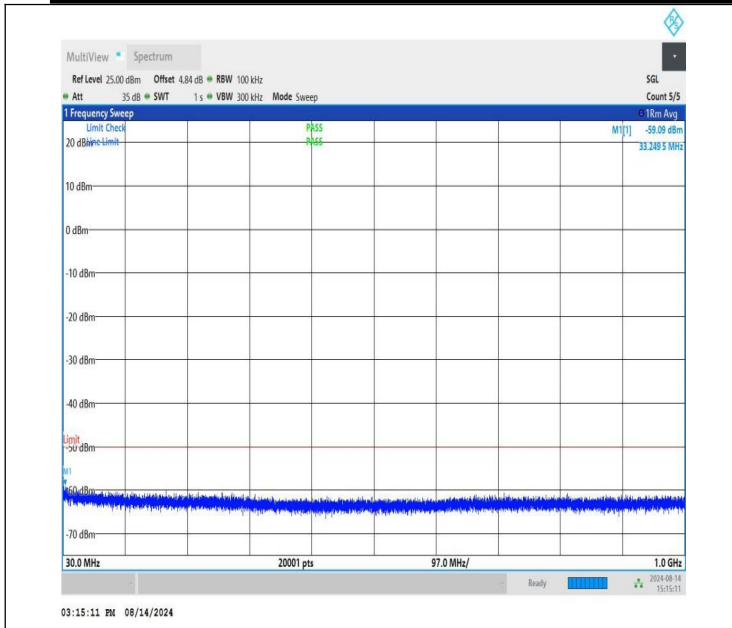 MultiView Spectrum
Ref Level 25.00 dBm Offset 4.84 dB RBW 100 kHz SGL
Att 35 dB SWT 1 s VBW 300 kHz Mode Sweep Count 5/5
1 Frequency Sweep 1Rm Avg
Limit Check PASS M1[1] -59.09 dBm
20 dBm Line Limit PASS 33.249 5 MHz
10 dBm
0 dBm
-10 dBm
-20 dBm
-30 dBm
-40 dBm
Limit
-50 dBm
M1
-60 dBm
-70 dBm
30.0 MHz 20001 pts 97.0 MHz/ 1.0 GHz
Ready 2024-08-14
15:15:11
03:15:11 PM 08/14/2024